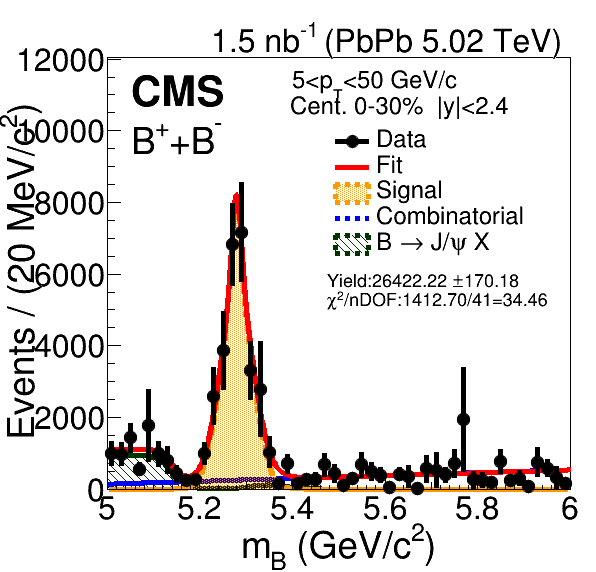 1.5 nb⁻¹ (PbPb 5.02 TeV)
CMS
B⁺+B⁻
5<p_T<50 GeV/c
Cent. 0-30% |y|<2.4
Data
Fit
Signal
Combinatorial
B → J/ψ X
Yield:26422.22 ±170.18
χ²/nDOF:1412.70/41=34.46
Events / (20 MeV/c²)
12000
10000
8000
6000
4000
2000
0
5 5.2 5.4 5.6 5.8 6
m_B (GeV/c²)